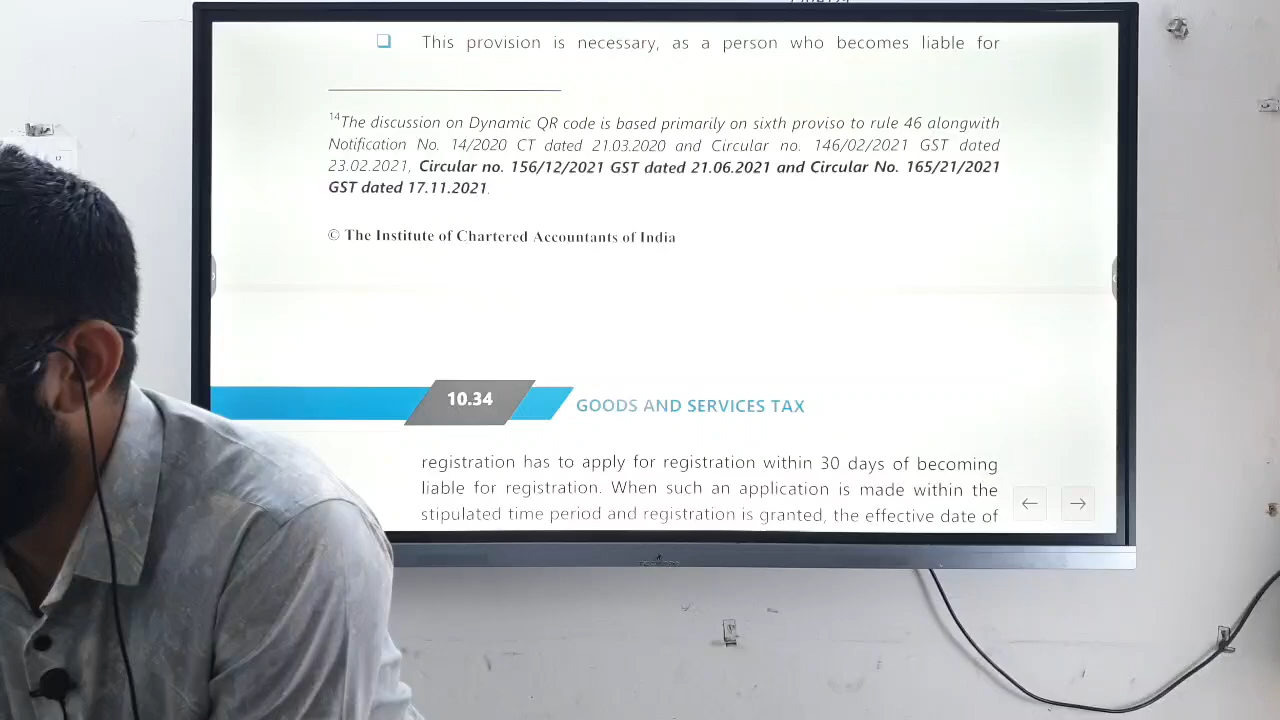 ❑ This provision is necessary, as a person who becomes liable for
14The discussion on Dynamic QR code is based primarily on sixth proviso to rule 46 alongwith
Notification No. 14/2020 CT dated 21.03.2020 and Circular no. 146/02/2021 GST dated
23.02.2021, Circular no. 156/12/2021 GST dated 21.06.2021 and Circular No. 165/21/2021
GST dated 17.11.2021.
© The Institute of Chartered Accountants of India
10.34 GOODS AND SERVICES TAX
registration has to apply for registration within 30 days of becoming
liable for registration. When such an application is made within the
stipulated time period and registration is granted, the effective date of